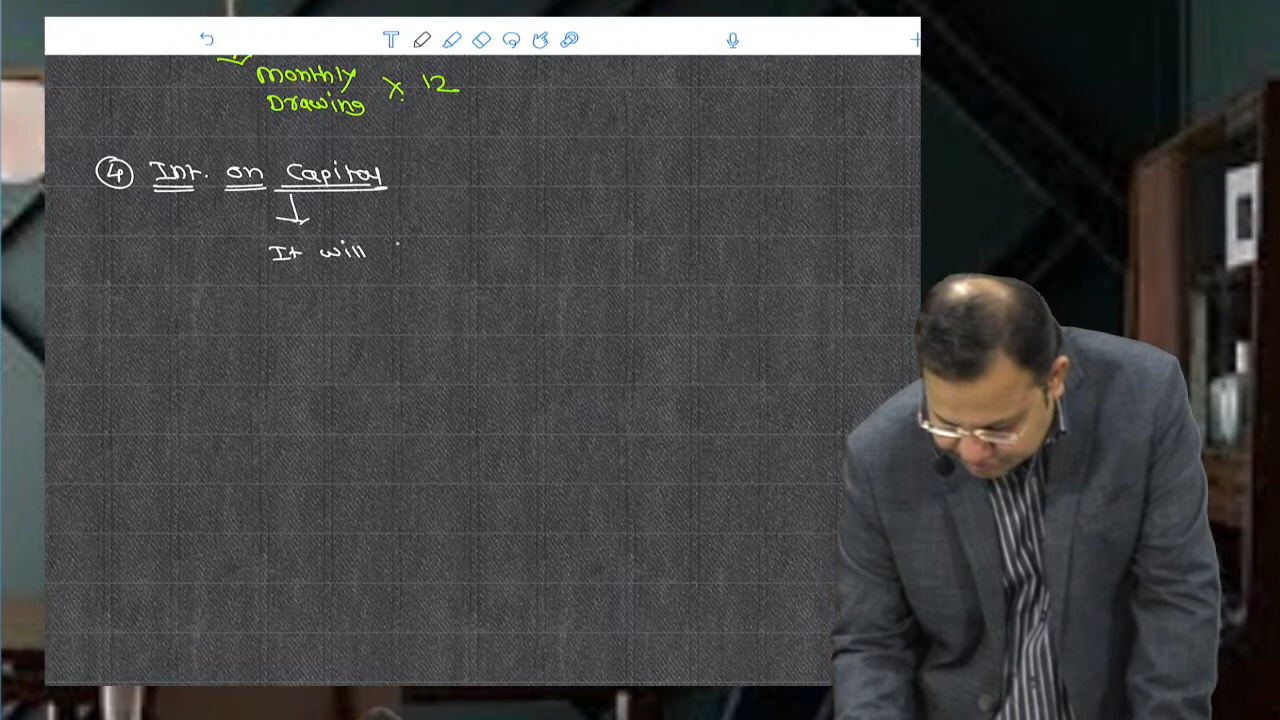 Monthly
Drawing × 12
④ Int. on Capital
↓
It will